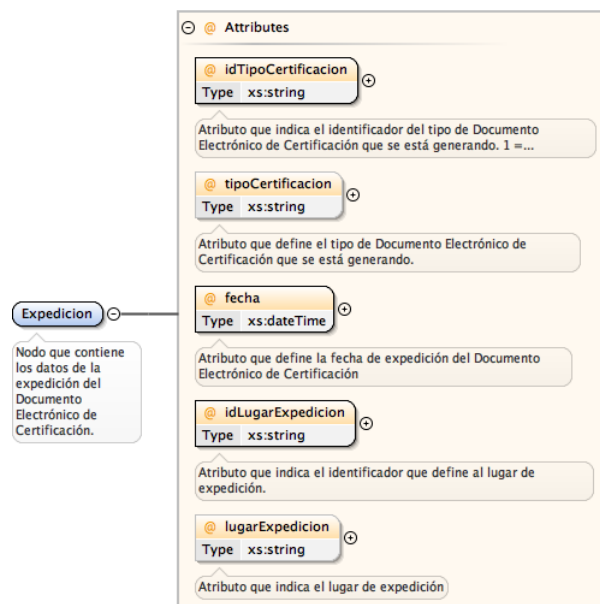 @ Attributes
@ idTipoCertificacion
Type xs:string
Atributo que indica el identificador del tipo de Documento
Electrónico de Certificación que se está generando. 1 =...
@ tipoCertificacion
Type xs:string
Atributo que define el tipo de Documento Electrónico de
Certificación que se está generando.
Expedicion
Nodo que contiene
los datos de la
expedición del
Documento
Electrónico de
Certificación.
@ fecha
Type xs:dateTime
Atributo que define la fecha de expedición del Documento
Electrónico de Certificación
@ idLugarExpedicion
Type xs:string
Atributo que indica el identificador que define al lugar de
expedición.
@ lugarExpedicion
Type xs:string
Atributo que indica el lugar de expedición